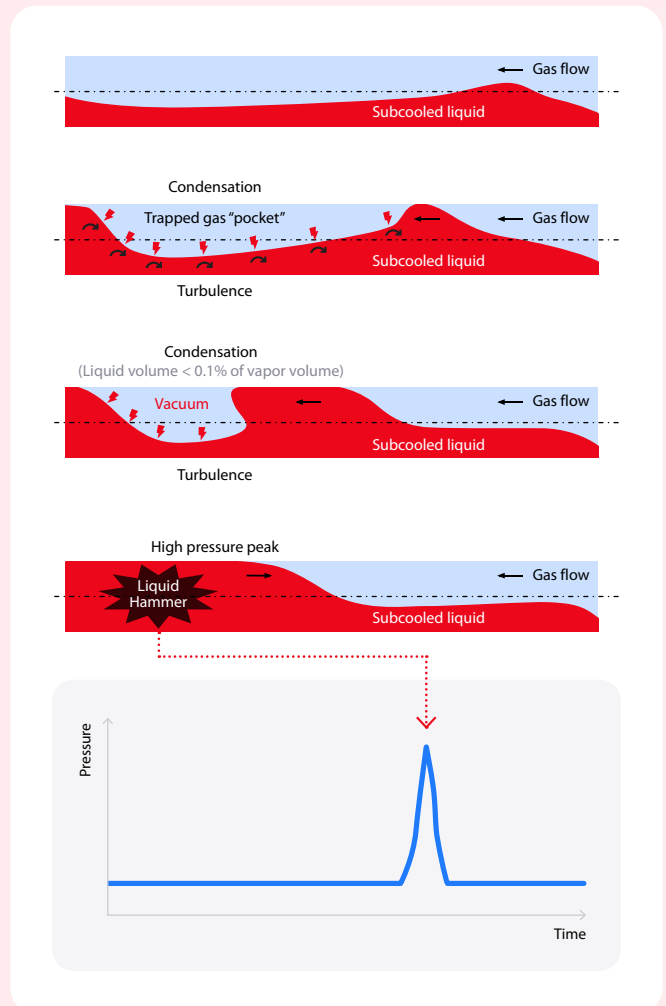 Gas flow
Subcooled liquid
Condensation
Trapped gas “pocket”
Gas flow
Subcooled liquid
Turbulence
Condensation
(Liquid volume < 0.1% of vapor volume)
Vacuum
Gas flow
Subcooled liquid
Turbulence
High pressure peak
Liquid
Hammer
Gas flow
Subcooled liquid
Pressure
Time